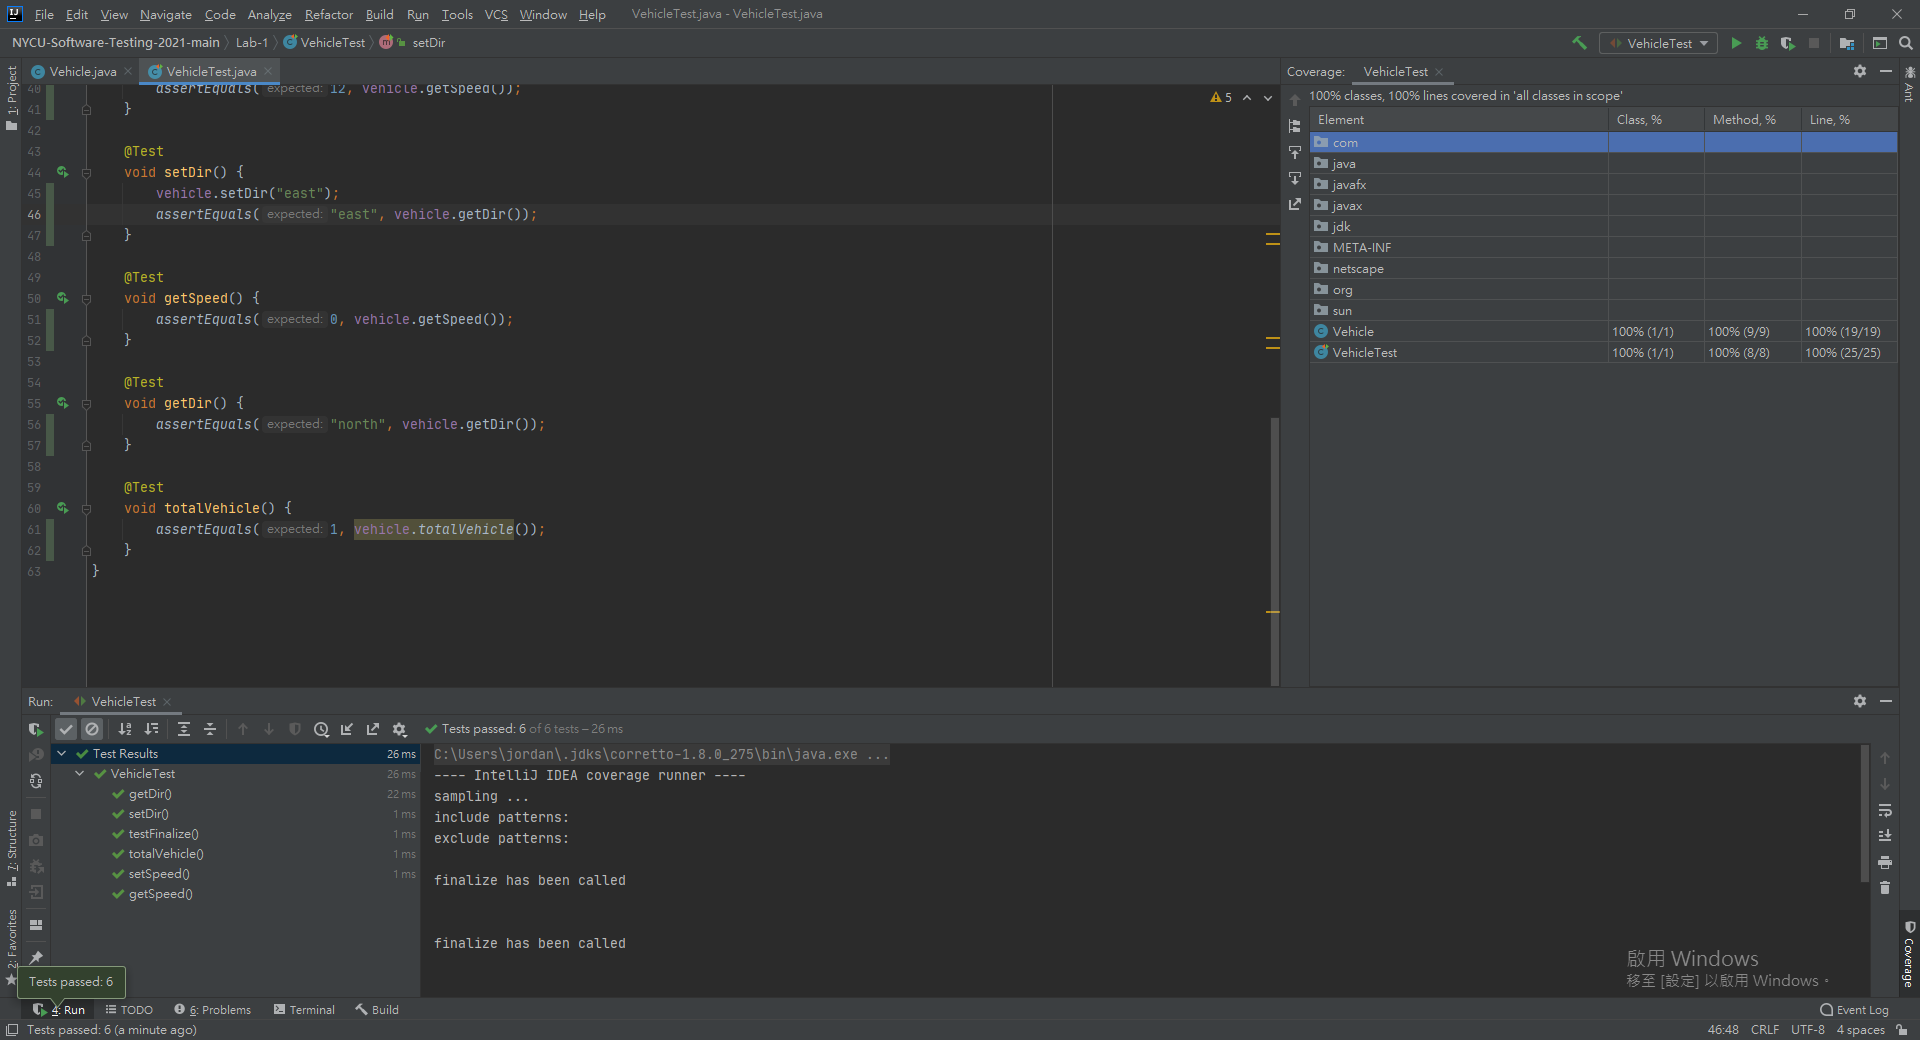 File Edit View Navigate Code Analyze Refactor Build Run Tools VCS Window Help VehicleTest.java - VehicleTest.java
NYCU-Software-Testing-2021-main Lab-1 VehicleTest setDir
VehicleTest
1: Project
Vehicle.java VehicleTest.java
40 assertEquals( expected: 12, vehicle.getSpeed());
41 }
42
43 @Test
44 void setDir() {
45 vehicle.setDir("east");
46 assertEquals( expected: "east", vehicle.getDir());
47 }
48
49 @Test
50 void getSpeed() {
51 assertEquals( expected: 0, vehicle.getSpeed());
52 }
53
54 @Test
55 void getDir() {
56 assertEquals( expected: "north", vehicle.getDir());
57 }
58
59 @Test
60 void totalVehicle() {
61 assertEquals( expected: 1, vehicle.totalVehicle());
62 }
63 }
5
Coverage: VehicleTest
100% classes, 100% lines covered in 'all classes in scope'
Element Class, % Method, % Line, %
com
java
javafx
javax
jdk
META-INF
netscape
org
sun
Vehicle 100% (1/1) 100% (9/9) 100% (19/19)
VehicleTest 100% (1/1) 100% (8/8) 100% (25/25)
Ant
Run: VehicleTest
Tests passed: 6 of 6 tests – 26 ms
Test Results 26 ms
VehicleTest 26 ms
getDir() 22 ms
setDir() 1 ms
testFinalize() 1 ms
totalVehicle() 1 ms
setSpeed() 1 ms
getSpeed()
C:\Users\jordan\.jdks\corretto-1.8.0_275\bin\java.exe ...
---- IntelliJ IDEA coverage runner ----
sampling ...
include patterns:
exclude patterns:
finalize has been called
finalize has been called
7: Structure
2: Favorites
Coverage
啟用 Windows
移至 [設定] 以啟用 Windows。
Tests passed: 6
4: Run TODO 6: Problems Terminal Build Event Log
Tests passed: 6 (a minute ago) 46:48 CRLF UTF-8 4 spaces